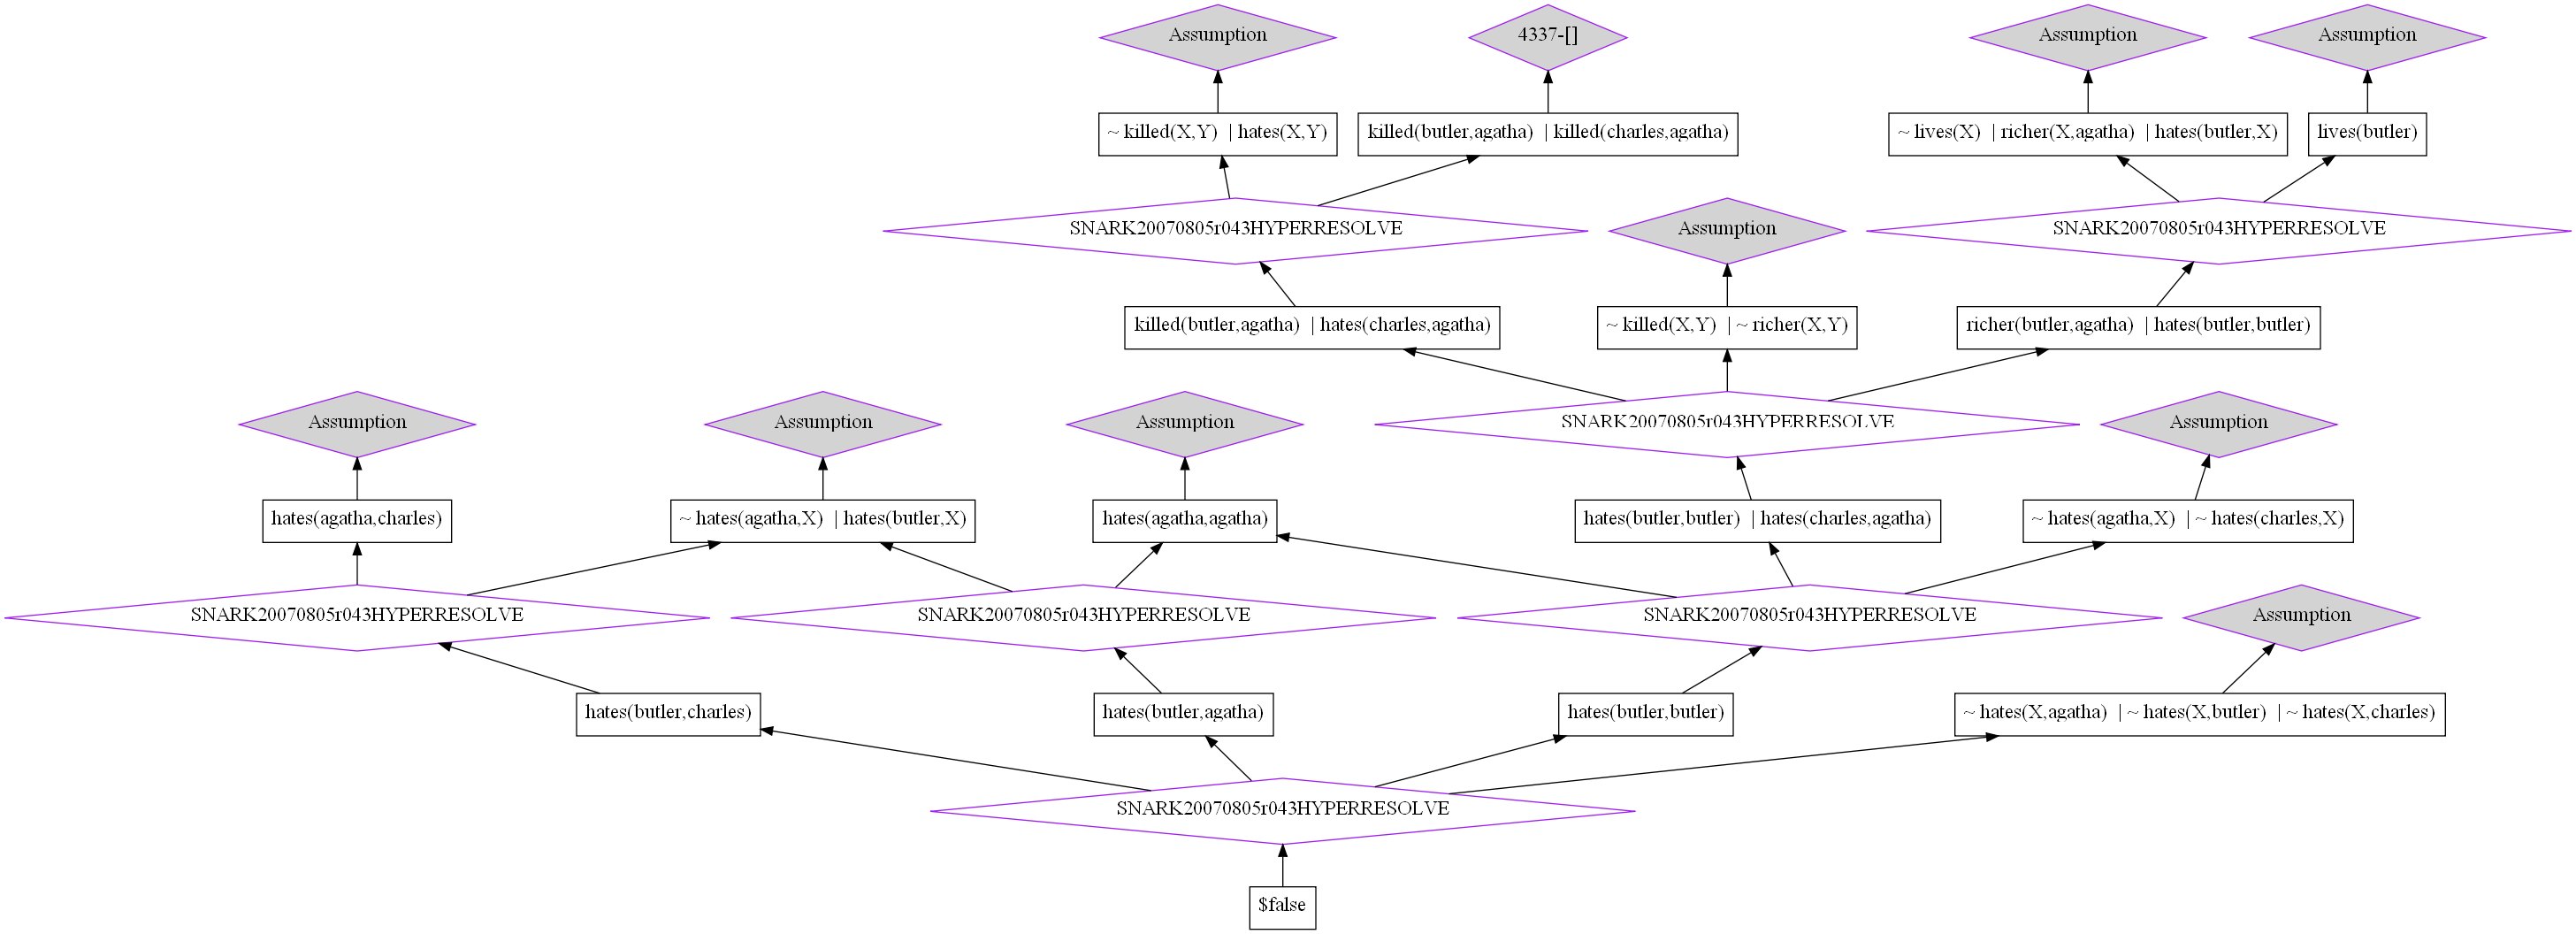 Assumption
4337-[]
Assumption
Assumption
~ killed(X,Y) | hates(X,Y)
killed(butler,agatha) | killed(charles,agatha)
~ lives(X) | richer(X,agatha) | hates(butler,X)
lives(butler)
SNARK20070805r043HYPERRESOLVE
Assumption
SNARK20070805r043HYPERRESOLVE
killed(butler,agatha) | hates(charles,agatha)
~ killed(X,Y) | ~ richer(X,Y)
richer(butler,agatha) | hates(butler,butler)
Assumption
Assumption
Assumption
SNARK20070805r043HYPERRESOLVE
Assumption
hates(agatha,charles)
~ hates(agatha,X) | hates(butler,X)
hates(agatha,agatha)
hates(butler,butler) | hates(charles,agatha)
~ hates(agatha,X) | ~ hates(charles,X)
SNARK20070805r043HYPERRESOLVE
SNARK20070805r043HYPERRESOLVE
SNARK20070805r043HYPERRESOLVE
Assumption
hates(butler,charles)
hates(butler,agatha)
hates(butler,butler)
~ hates(X,agatha) | ~ hates(X,butler) | ~ hates(X,charles)
SNARK20070805r043HYPERRESOLVE
$false